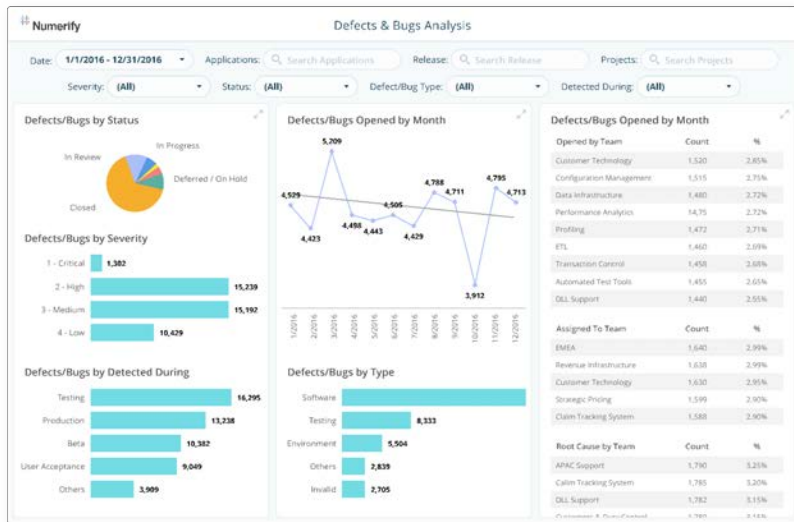 Numerify
Defects & Bugs Analysis
Date: 1/1/2016 - 12/31/2016 Applications: Search Applications Release: Search Release Projects: Search Projects
Severity: (All) Status: (All) Defect/Bug Type: (All) Detected During: (All)
Defects/Bugs by Status
In Progress
In Review
Deferred / On Hold
Closed
Defects/Bugs by Severity
1 - Critical 1,382
2 - High 15,239
3 - Medium 15,192
4 - Low 10,429
Defects/Bugs by Detected During
Testing 16,295
Production 13,238
Beta 10,382
User Acceptance 9,049
Others 3,909
Defects/Bugs Opened by Month
5,209
4,788 4,795
4,529 4,711 4,713
4,505
4,498
4,423 4,443 4,429
3,912
1/2016 2/2016 3/2016 4/2016 5/2016 6/2016 7/2016 8/2016 9/2016 10/2016 11/2016 12/2016
Defects/Bugs by Type
Software
Testing 8,333
Environment 5,504
Others 2,839
Invalid 2,705
Defects/Bugs Opened by Month
Opened by Team Count %
Customer Technology 1,520 2.85%
Configuration Management 1,515 2.75%
Data Infrastructure 1,480 2.72%
Performance Analytics 14,75 2.72%
Profiling 1,472 2.71%
ETL 1,460 2.69%
Transaction Control 1,458 2.68%
Automated Test Tools 1,455 2.65%
DLL Support 1,440 2.55%
Assigned To Team Count %
EMEA 1,640 2.99%
Revenue Infrastructure 1,638 2.99%
Customer Technology 1,630 2.95%
Strategic Pricing 1,599 2.90%
Claim Tracking System 1,588 2.90%
Root Cause by Team Count %
APAC Support 1,790 3.25%
Calim Tracking System 1,785 3.20%
DLL Support 1,782 3.15%